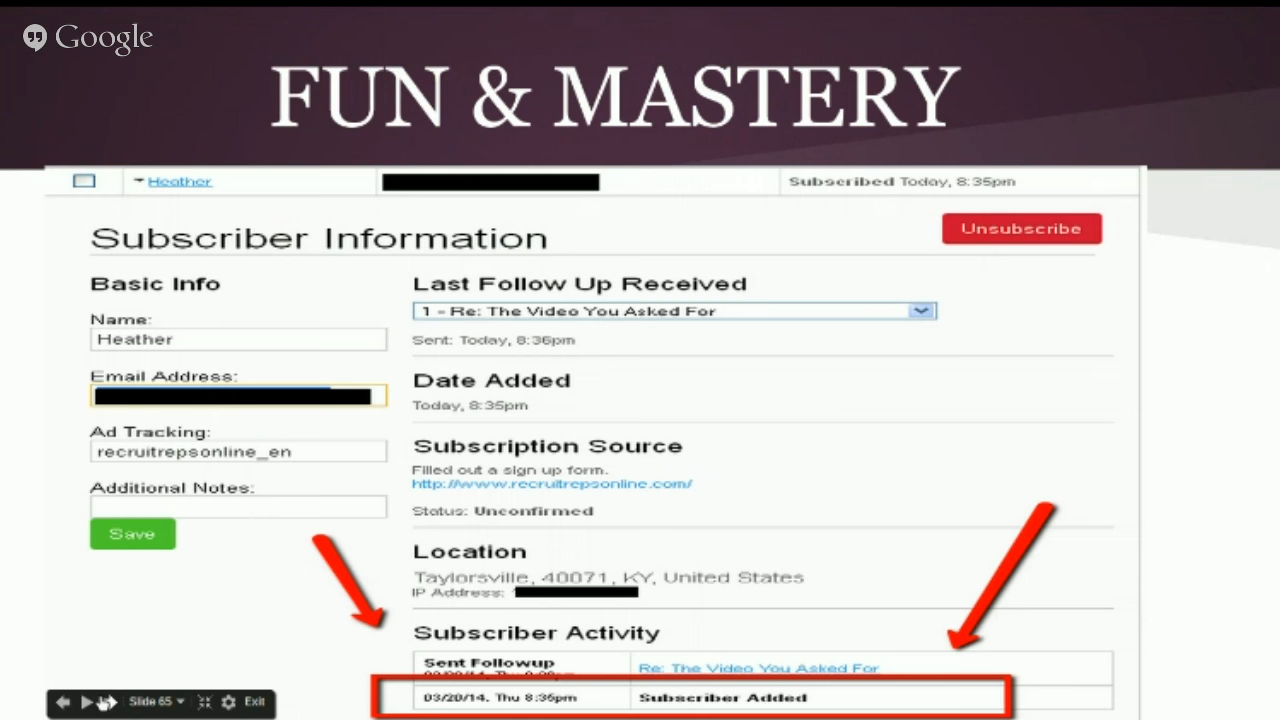 Google
FUN & MASTERY
Heather
Subscribed Today, 8:35pm
Subscriber Information
Unsubscribe
Basic Info
Name:
Heather
Email Address:
Ad Tracking:
recruitrepsonline_en
Additional Notes:
Save
Last Follow Up Received
1 - Re: The Video You Asked For
Sent: Today, 8:36pm
Date Added
Today, 8:35pm
Subscription Source
Filled out a sign up form.
http://www.recruitrepsonline.com/
Status: Unconfirmed
Location
Taylorsville, 40071, KY, United States
IP Address:
Subscriber Activity
Sent Followup
Re: The Video You Asked For
03/20/14, Thu 8:35pm
Subscriber Added
Slide 65
Exit